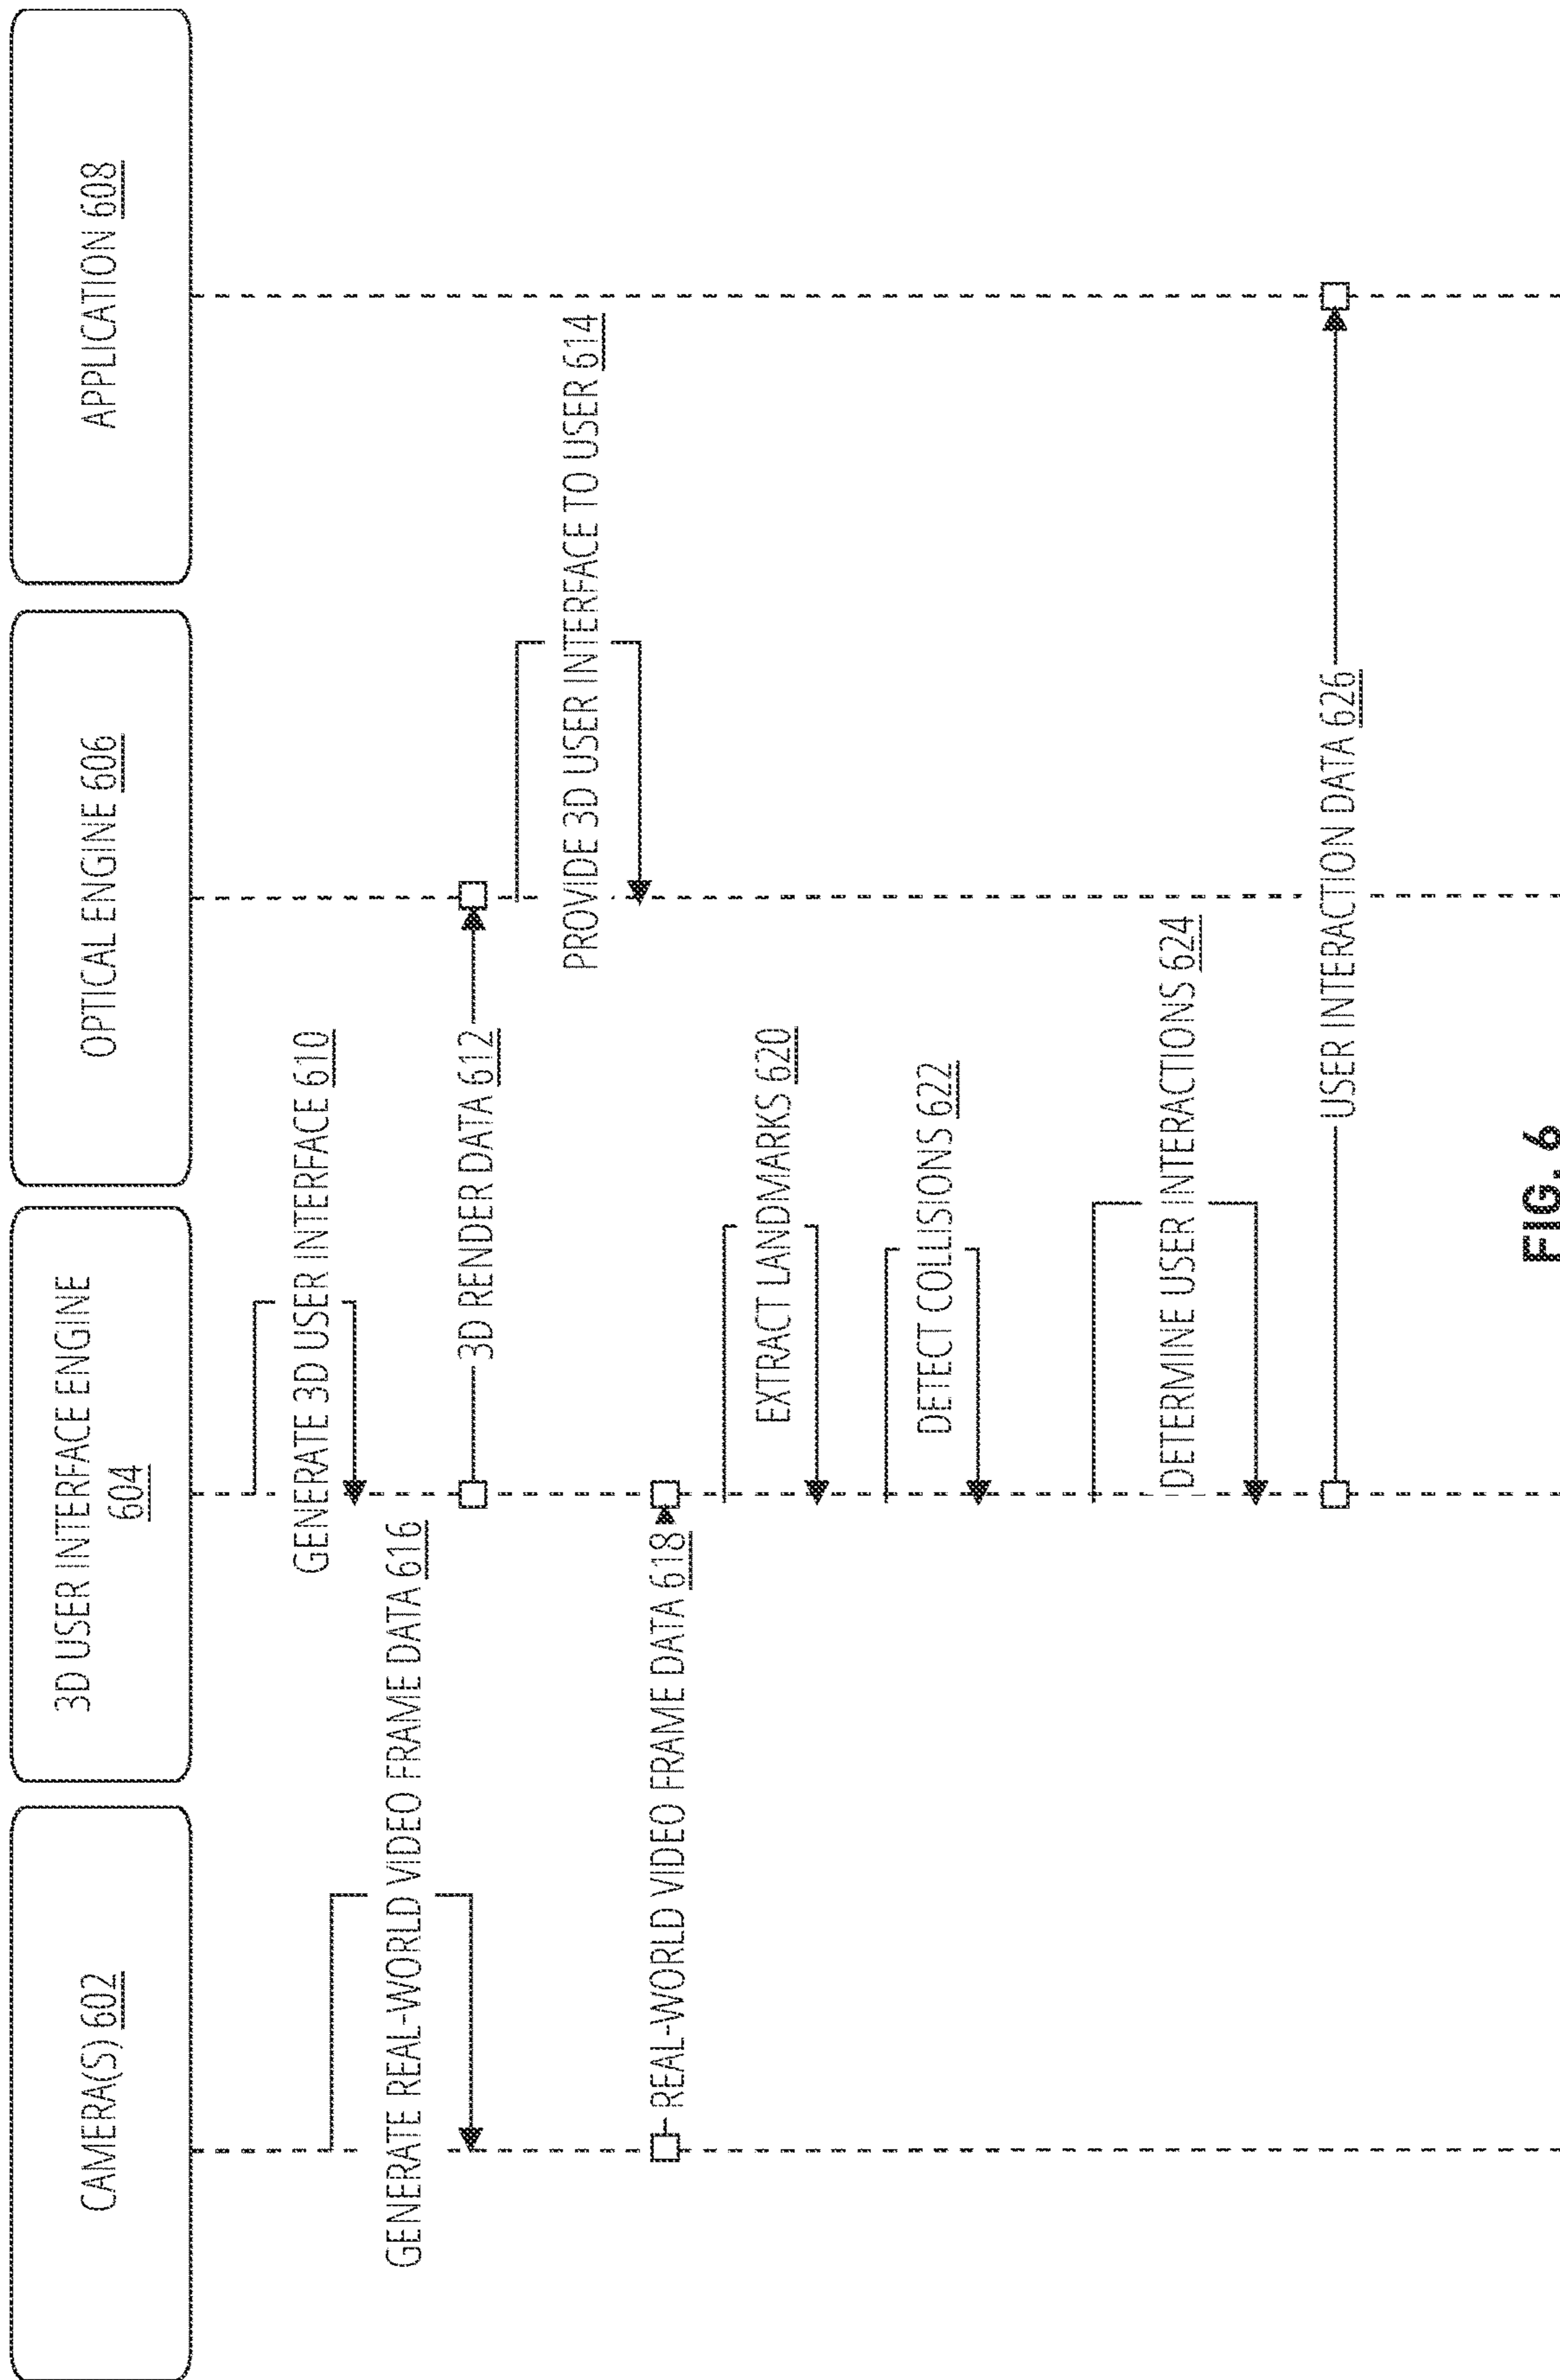 CAMERA(S) 602
3D USER INTERFACE ENGINE
604
OPTICAL ENGINE 606
APPLICATION 608
GENERATE 3D USER INTERFACE 610
GENERATE REAL-WORLD VIDEO FRAME DATA 616
3D RENDER DATA 612
PROVIDE 3D USER INTERFACE TO USER 614
REAL-WORLD VIDEO FRAME DATA 618
EXTRACT LANDMARKS 620
DETECT COLLISIONS 622
DETERMINE USER INTERACTIONS 624
USER INTERACTION DATA 626
FIG. 6